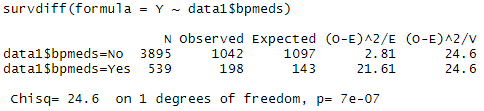 survdiff(formula = Y ~ data1$bpmeds)
N Observed Expected (O-E)^2/E (O-E)^2/V
data1$bpmeds=No 3895 1042 1097 2.81 24.6
data1$bpmeds=Yes 539 198 143 21.61 24.6
Chisq= 24.6 on 1 degrees of freedom, p= 7e-07